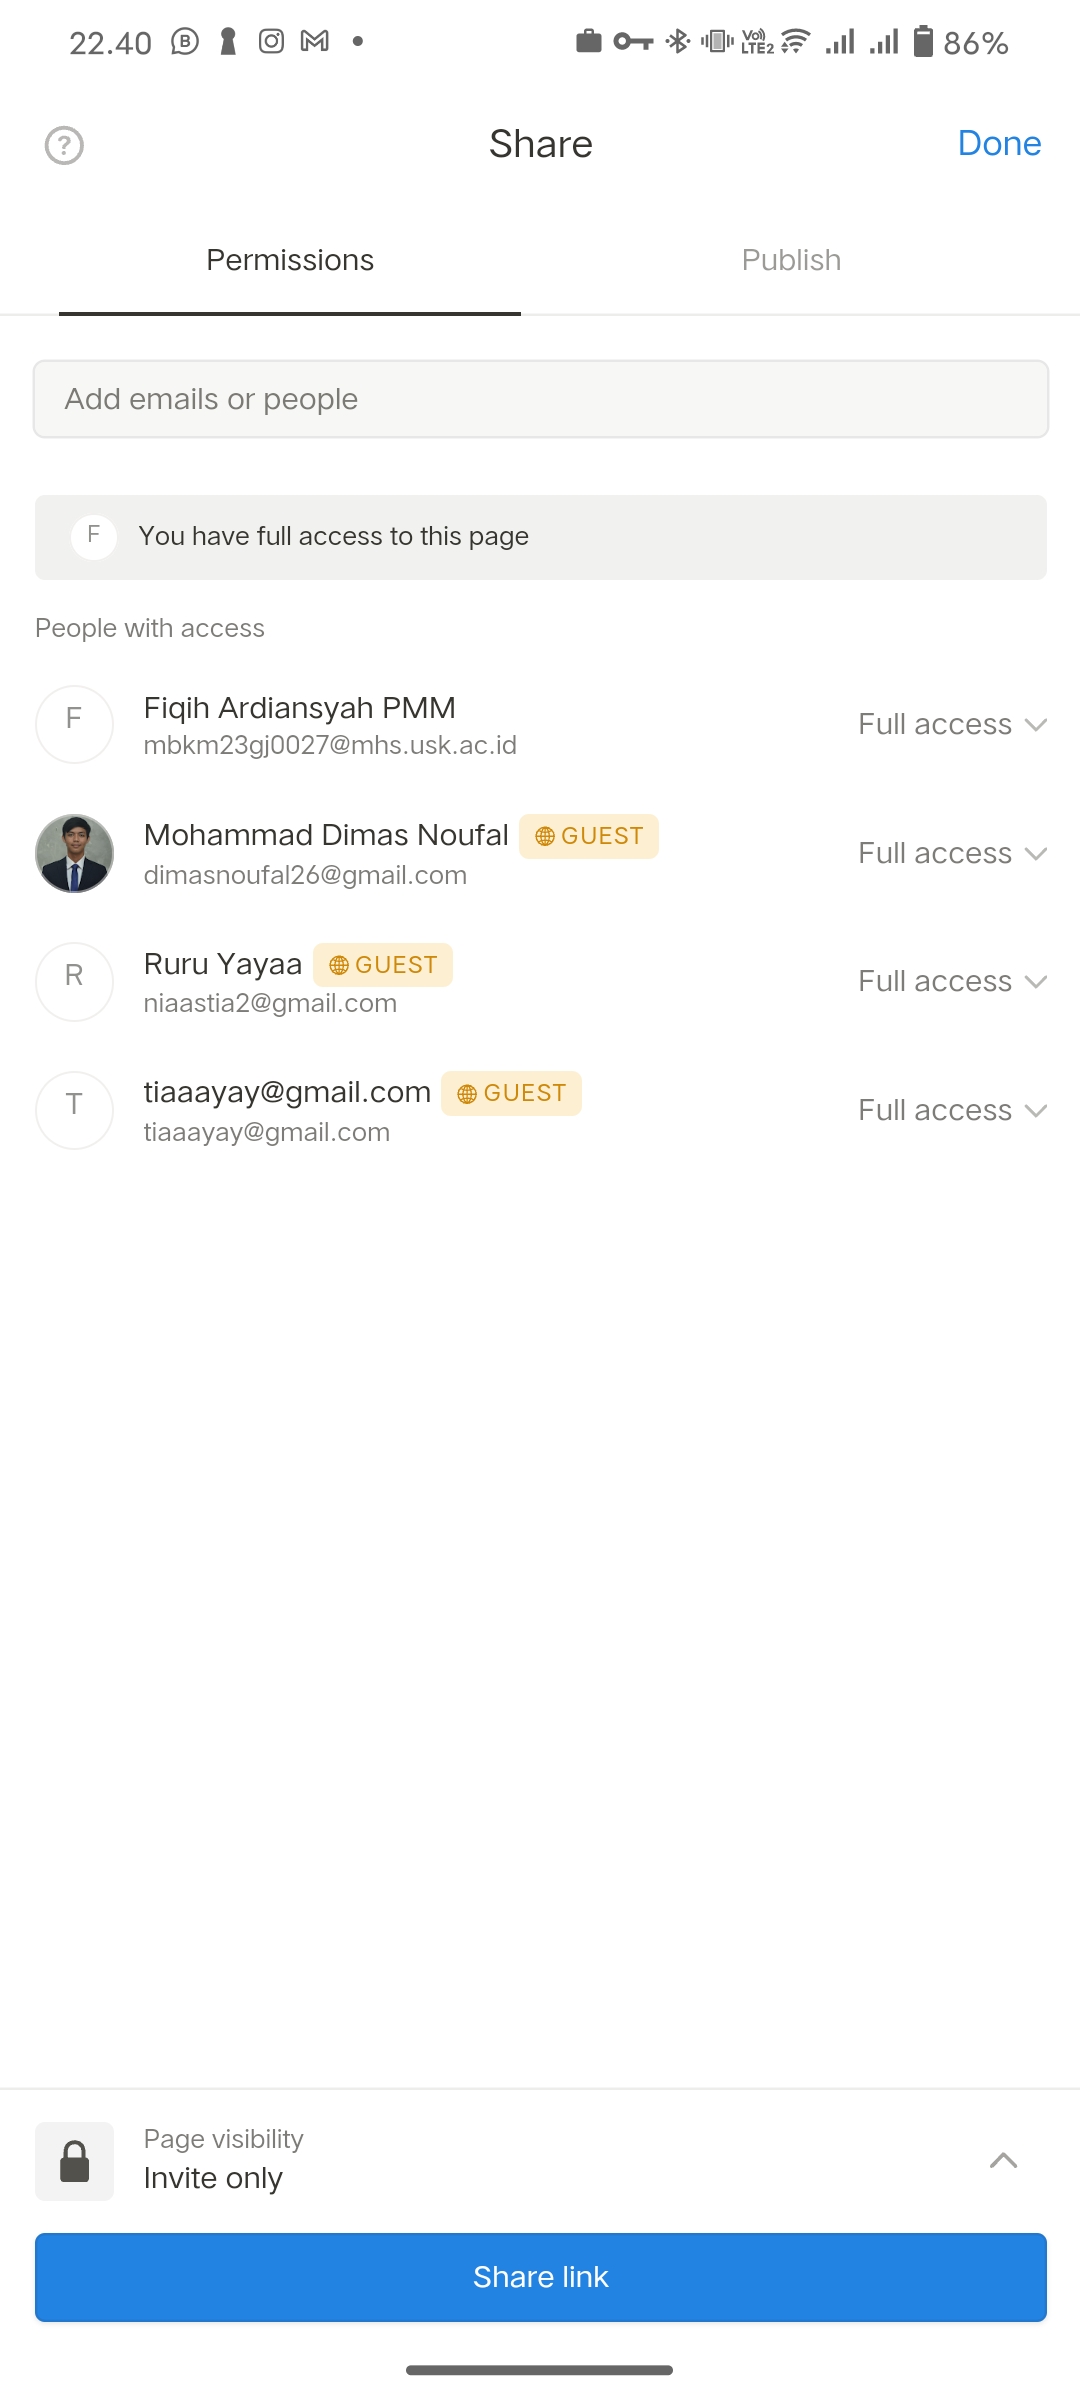 22.40 86%
Share Done
Permissions Publish
Add emails or people
F You have full access to this page
People with access
F Fiqih Ardiansyah PMM Full access
mbkm23gj0027@mhs.usk.ac.id
Mohammad Dimas Noufal GUEST Full access
dimasnoufal26@gmail.com
R Ruru Yayaa GUEST Full access
niaastia2@gmail.com
T tiaaayay@gmail.com GUEST Full access
tiaaayay@gmail.com
Page visibility
Invite only
Share link